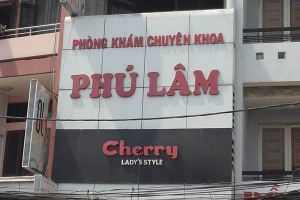 PHÒNG KHÁM CHUYÊN KHOA
PHÚ LÂM
Cherry
LADY'S STYLE